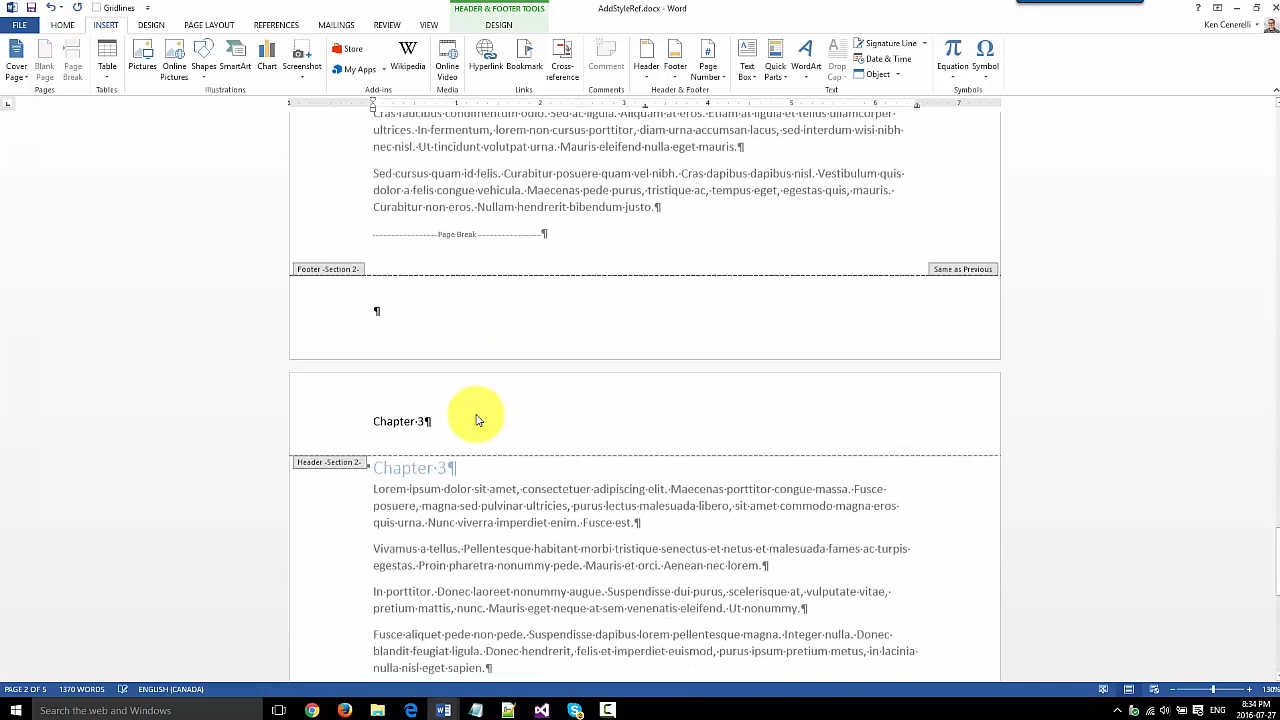 Gridlines
HEADER & FOOTER TOOLS
AddStyleRef.docx - Word
?
FILE HOME INSERT DESIGN PAGE LAYOUT REFERENCES MAILINGS REVIEW VIEW DESIGN Ken Cenerelli
Cover Page Blank Page Page Break Table Pictures Online Pictures Shapes SmartArt Chart Screenshot Store My Apps Wikipedia Online Video Hyperlink Bookmark Cross-reference Comment Header Footer Page Number Text Box Quick Parts WordArt Drop Cap Signature Line Date & Time Object Equation Symbol
Pages Tables Illustrations Add-ins Media Links Comments Header & Footer Text Symbols
1 1 2 3 4 5 6 7
Cras·faucibus·condimentum·odio.·Sed·ac·ligula.·Aliquam·at·eros.·Etiam·at·ligula·et·tellus·ullamcorper·
ultrices.·In·fermentum,·lorem·non·cursus·porttitor,·diam·urna·accumsan·lacus,·sed·interdum·wisi·nibh·
nec·nisl.·Ut·tincidunt·volutpat·urna.·Mauris·eleifend·nulla·eget·mauris.¶
Sed·cursus·quam·id·felis.·Curabitur·posuere·quam·vel·nibh.·Cras·dapibus·dapibus·nisl.·Vestibulum·quis·
dolor·a·felis·congue·vehicula.·Maecenas·pede·purus,·tristique·ac,·tempus·eget,·egestas·quis,·mauris.·
Curabitur·non·eros.·Nullam·hendrerit·bibendum·justo.¶
Page Break ¶
Footer -Section 2- Same as Previous
¶
Chapter·3¶
Header -Section 2-
Chapter·3¶
Lorem·ipsum·dolor·sit·amet,·consectetuer·adipiscing·elit.·Maecenas·porttitor·congue·massa.·Fusce·
posuere,·magna·sed·pulvinar·ultricies,·purus·lectus·malesuada·libero,·sit·amet·commodo·magna·eros·
quis·urna.·Nunc·viverra·imperdiet·enim.·Fusce·est.¶
Vivamus·a·tellus.·Pellentesque·habitant·morbi·tristique·senectus·et·netus·et·malesuada·fames·ac·turpis·
egestas.·Proin·pharetra·nonummy·pede.·Mauris·et·orci.·Aenean·nec·lorem.¶
In·porttitor.·Donec·laoreet·nonummy·augue.·Suspendisse·dui·purus,·scelerisque·at,·vulputate·vitae,·
pretium·mattis,·nunc.·Mauris·eget·neque·at·sem·venenatis·eleifend.·Ut·nonummy.¶
Fusce·aliquet·pede·non·pede.·Suspendisse·dapibus·lorem·pellentesque·magna.·Integer·nulla.·Donec·
blandit·feugiat·ligula.·Donec·hendrerit,·felis·et·imperdiet·euismod,·purus·ipsum·pretium·metus,·in·lacinia·
nulla·nisl·eget·sapien.¶
PAGE 2 OF 5 1370 WORDS ENGLISH (CANADA) 130%
Search the web and Windows ENG 8:34 PM
2016-07-27